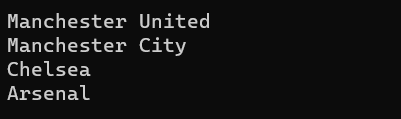 Manchester United
Manchester City
Chelsea
Arsenal